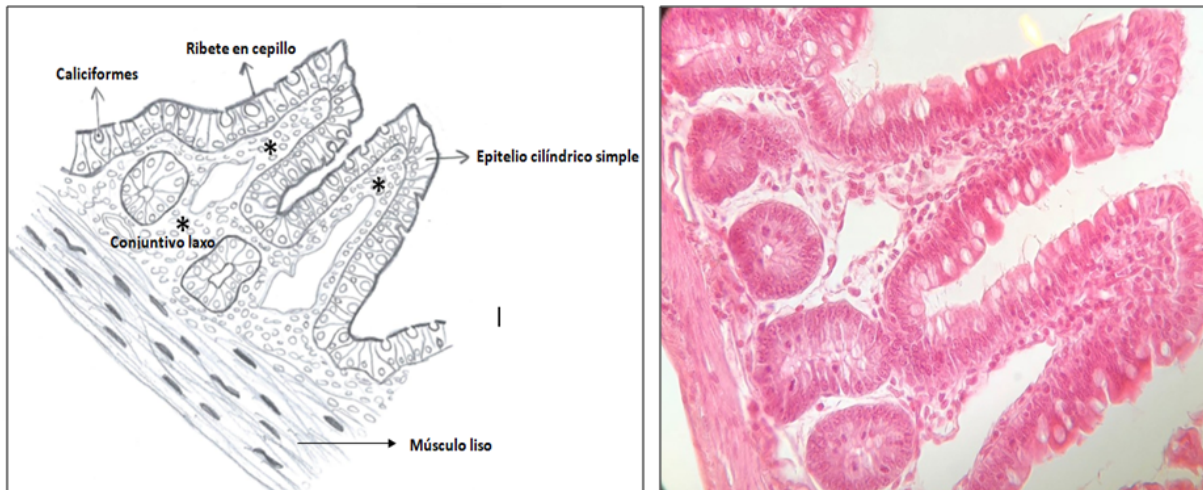 Ribete en cepillo
Caliciformes
*
Epitelio cilíndrico simple
*
*
Conjuntivo laxo
Músculo liso